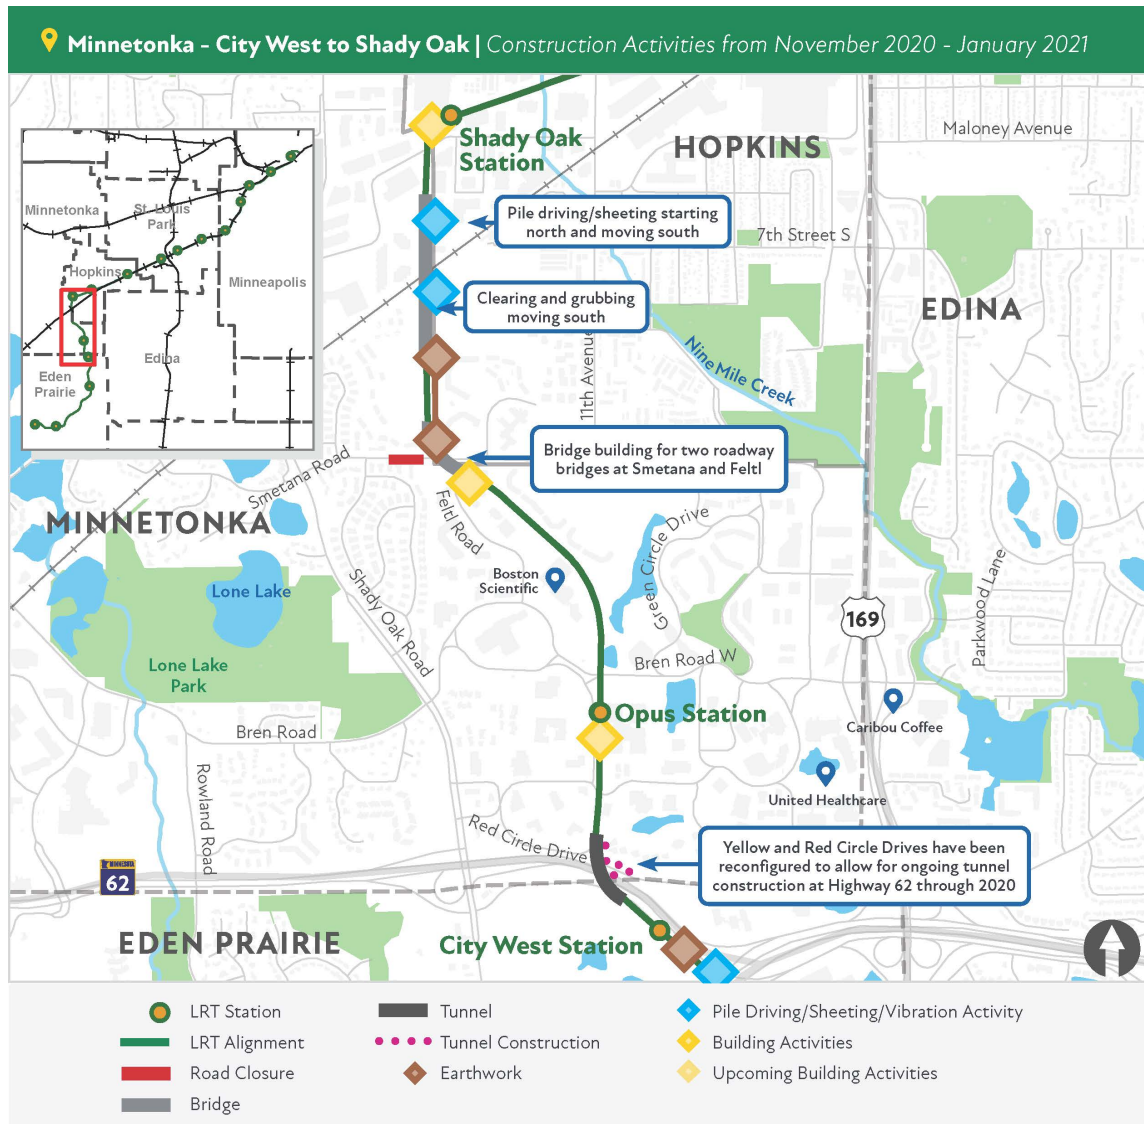 Minnetonka - City West to Shady Oak | Construction Activities from November 2020 - January 2021
Maloney Avenue
Shady Oak
Station
HOPKINS
Minnetonka
St. Louis
Park
Pile driving/sheeting starting
north and moving south
7th Street S
Hopkins
Minneapolis
Clearing and grubbing
moving south
EDINA
Edina
Eden
Prairie
11th Avenue
Nine Mile Creek
Bridge building for two roadway
bridges at Smetana and Feltl
Smetana Road
MINNETONKA
Feltl Road
Green Circle Drive
Boston
Scientific
Lone Lake
Shady Oak Road
169
Parkwood Lane
Lone Lake
Park
Bren Road W
Opus Station
Caribou Coffee
Bren Road
Rowland Road
United Healthcare
Red Circle Drive
Yellow and Red Circle Drives have been
reconfigured to allow for ongoing tunnel
construction at Highway 62 through 2020
MINNESOTA
62
EDEN PRAIRIE
City West Station
LRT Station
LRT Alignment
Road Closure
Bridge
Tunnel
Tunnel Construction
Earthwork
Pile Driving/Sheeting/Vibration Activity
Building Activities
Upcoming Building Activities